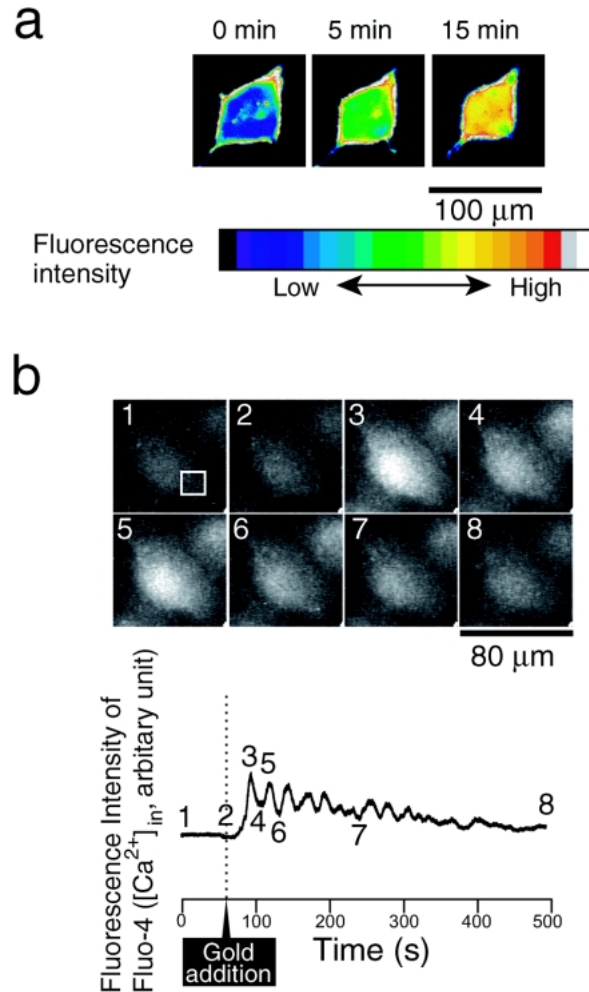 a
0 min 5 min 15 min
100 μm
Fluorescence
intensity
Low High
b
1 2 3 4
5 6 7 8
80 μm
Fluorescence Intensity of
Fluo-4 ([Ca2+]in, arbitary unit)
1 2 3 4 5 6 7 8
0 100 200 300 400 500
Gold
addition
Time (s)